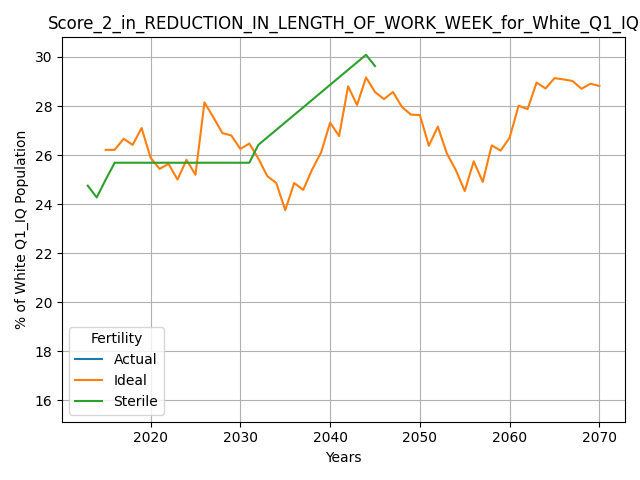 Score_2_in_REDUCTION_IN_LENGTH_OF_WORK_WEEK_for_White_Q1_IQ
% of White Q1_IQ Population
30
28
26
24
22
20
18
16
Fertility
Actual
Ideal
Sterile
2020 2030 2040 2050 2060 2070
Years